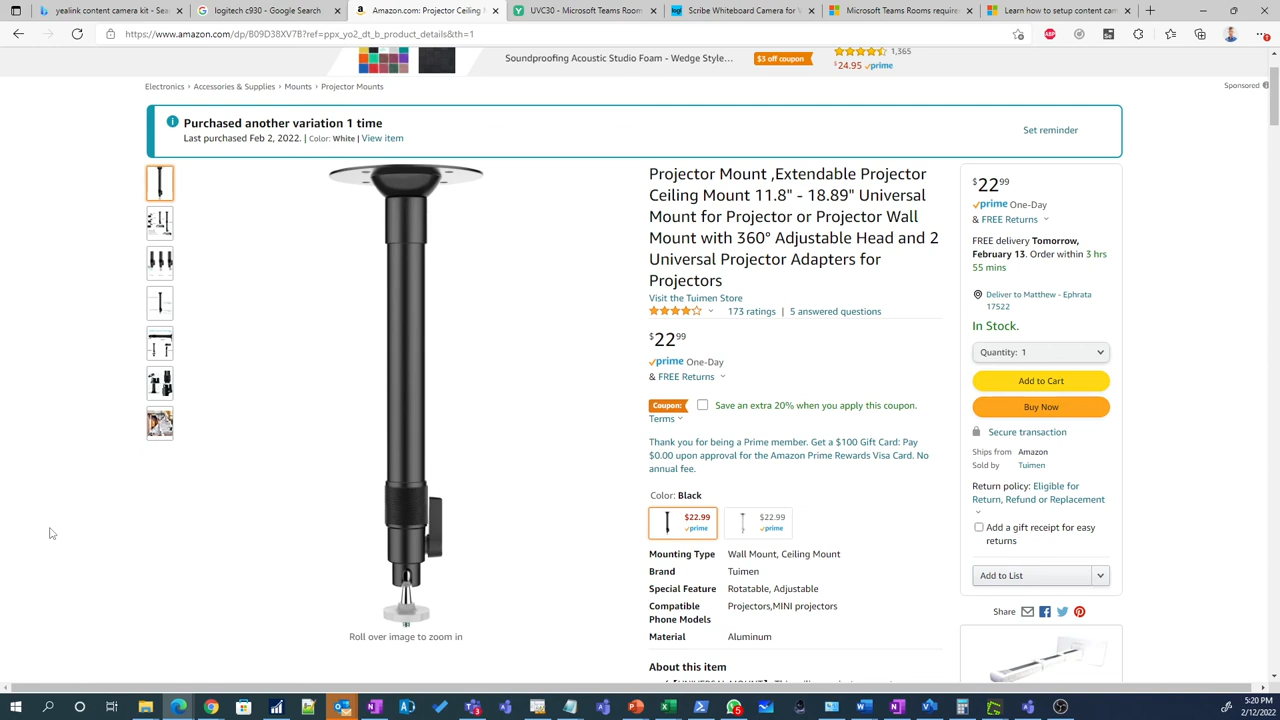 yealink kit - Sea
logitech c930 - Google Search
Amazon.com: Projector Ceiling M
UVC30 - Microsoft Teams Room
Scribe Whiteboard Camera for V
Microsoft Teams Rooms require
Learn how to set up content cam
https://www.amazon.com/dp/B09D38XV7B?ref=ppx_yo2_dt_b_product_details&th=1
Soundproofing Acoustic Studio Foam - Wedge Style…
$3 off coupon
1,365
$24.95 prime
Electronics › Accessories & Supplies › Mounts › Projector Mounts
Sponsored
Purchased another variation 1 time
Last purchased Feb 2, 2022. | Color: White | View item
Set reminder
Projector Mount ,Extendable Projector
Ceiling Mount 11.8" - 18.89" Universal
Mount for Projector or Projector Wall
Mount with 360° Adjustable Head and 2
Universal Projector Adapters for
Projectors
Visit the Tuimen Store
173 ratings | 5 answered questions
$22 99
prime One-Day
& FREE Returns
Coupon: Save an extra 20% when you apply this coupon.
Terms
Thank you for being a Prime member. Get a $100 Gift Card: Pay
$0.00 upon approval for the Amazon Prime Rewards Visa Card. No
annual fee.
Color: Black
$22.99
prime
$22.99
prime
Mounting Type Wall Mount, Ceiling Mount
Brand Tuimen
Special Feature Rotatable, Adjustable
Compatible Projectors,MINI projectors
Phone Models
Material Aluminum
About this item
Roll over image to zoom in
$22 99
prime One-Day
& FREE Returns
FREE delivery Tomorrow,
February 13. Order within 3 hrs
55 mins
Deliver to Matthew - Ephrata
17522
In Stock.
Quantity: 1
Add to Cart
Buy Now
Secure transaction
Ships from Amazon
Sold by Tuimen
Return policy: Eligible for
Return, Refund or Replacement
Add a gift receipt for easy
returns
Add to List
Share
5:20 PM
2/12/2022